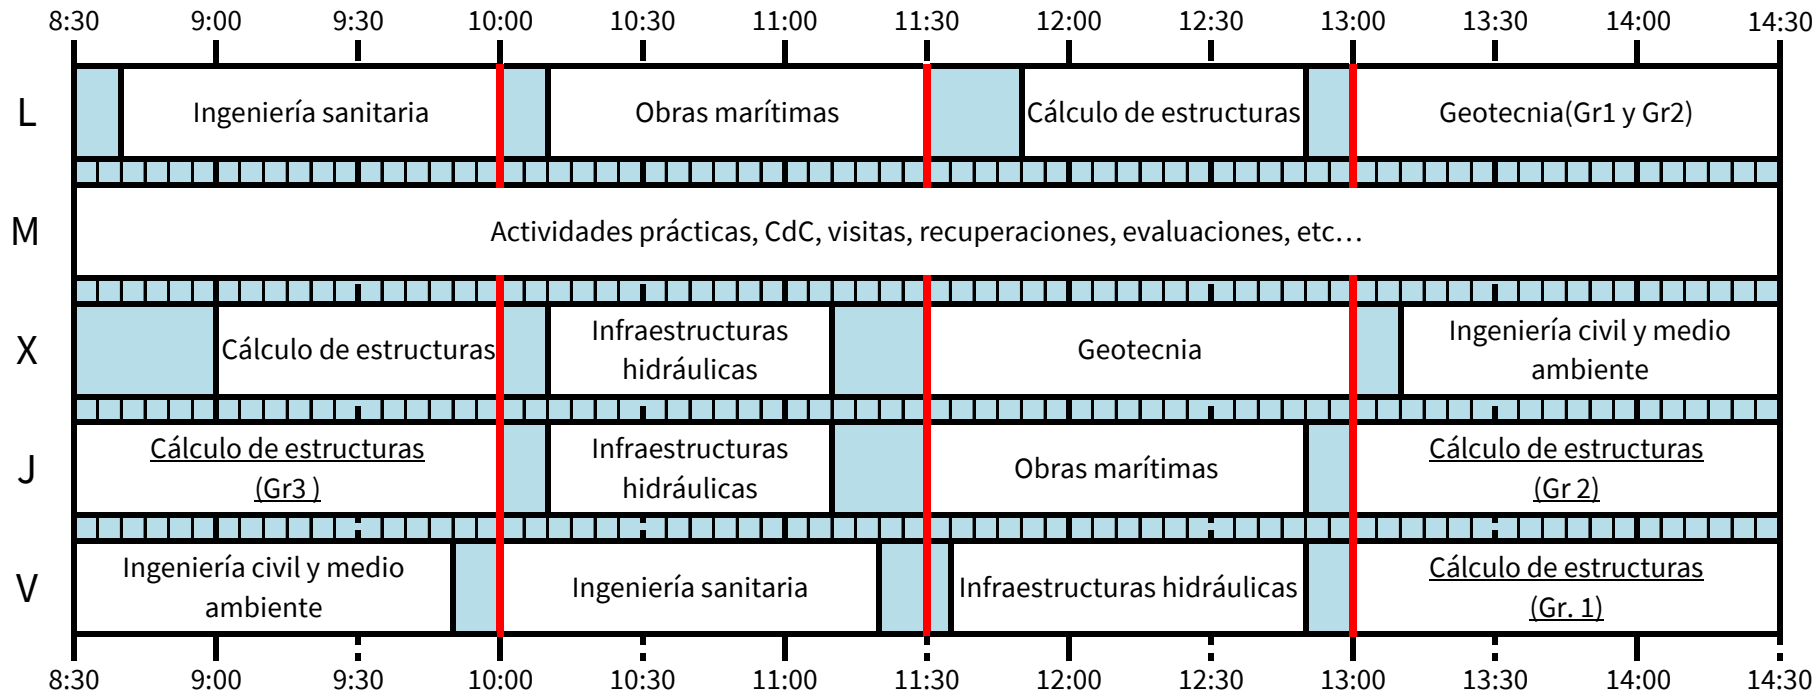 8:30 9:00 9:30 10:00 10:30 11:00 11:30 12:00 12:30 13:00 13:30 14:00 14:30
L Ingeniería sanitaria Obras marítimas Cálculo de estructuras Geotecnia(Gr1 y Gr2)
M Actividades prácticas, CdC, visitas, recuperaciones, evaluaciones, etc…
X
Cálculo de estructuras
Infraestructuras
hidráulicas
Geotecnia
Ingeniería civil y medio
ambiente
J
Cálculo de estructuras
(Gr3 )
Infraestructuras
hidráulicas
Obras marítimas
Cálculo de estructuras
(Gr 2)
V
Ingeniería civil y medio
ambiente
Ingeniería sanitaria
Infraestructuras hidráulicas
Cálculo de estructuras
(Gr. 1)
8:30 9:00 9:30 10:00 10:30 11:00 11:30 12:00 12:30 13:00 13:30 14:00 14:30